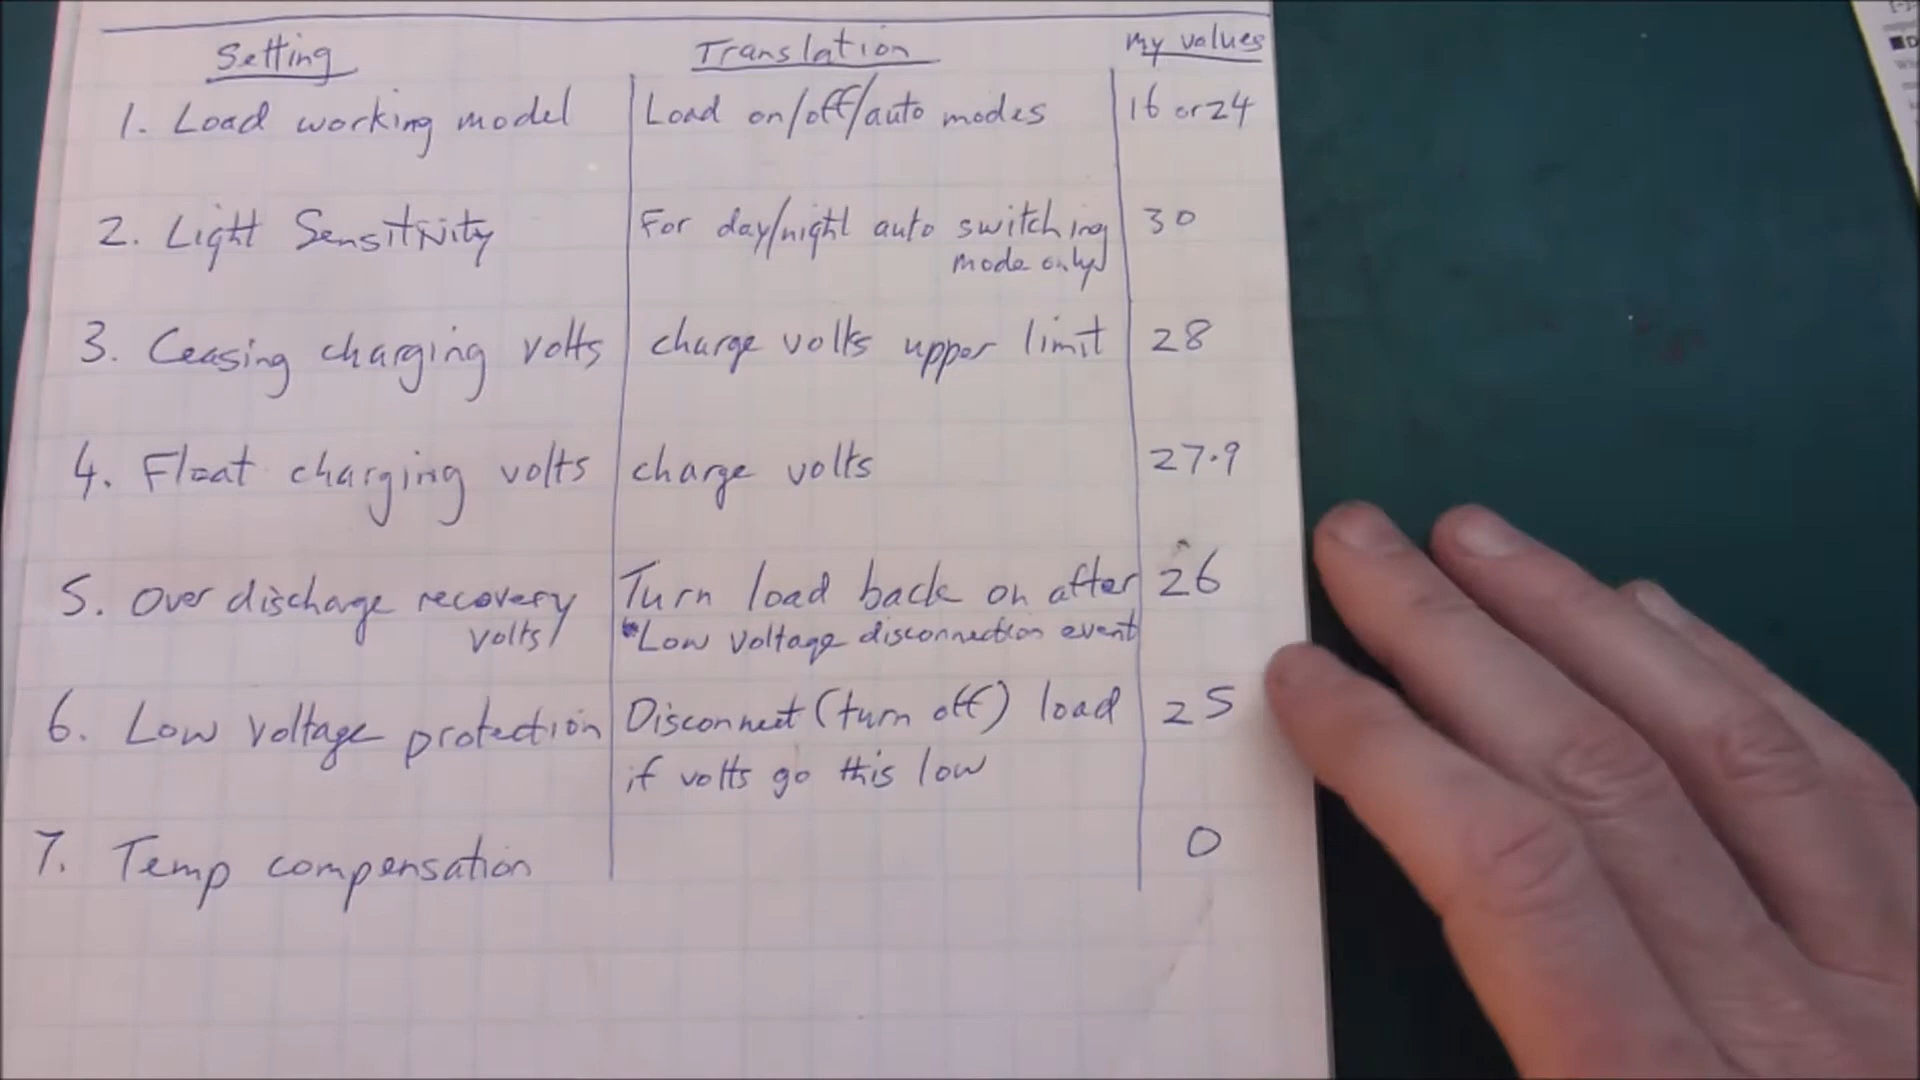 Setting Translation my values
1. Load working model Load on/off/auto modes 16 or 24
2. Light Sensitivity For day/night auto switching 30
mode only
3. Ceasing charging volts charge volts upper limit 28
4. Float charging volts charge volts 27.9
5. Over discharge recovery Turn load back on after 26
volts Low voltage disconnection event
6. Low voltage protection Disconnect (turn off) load 25
if volts go this low
7. Temp compensation 0